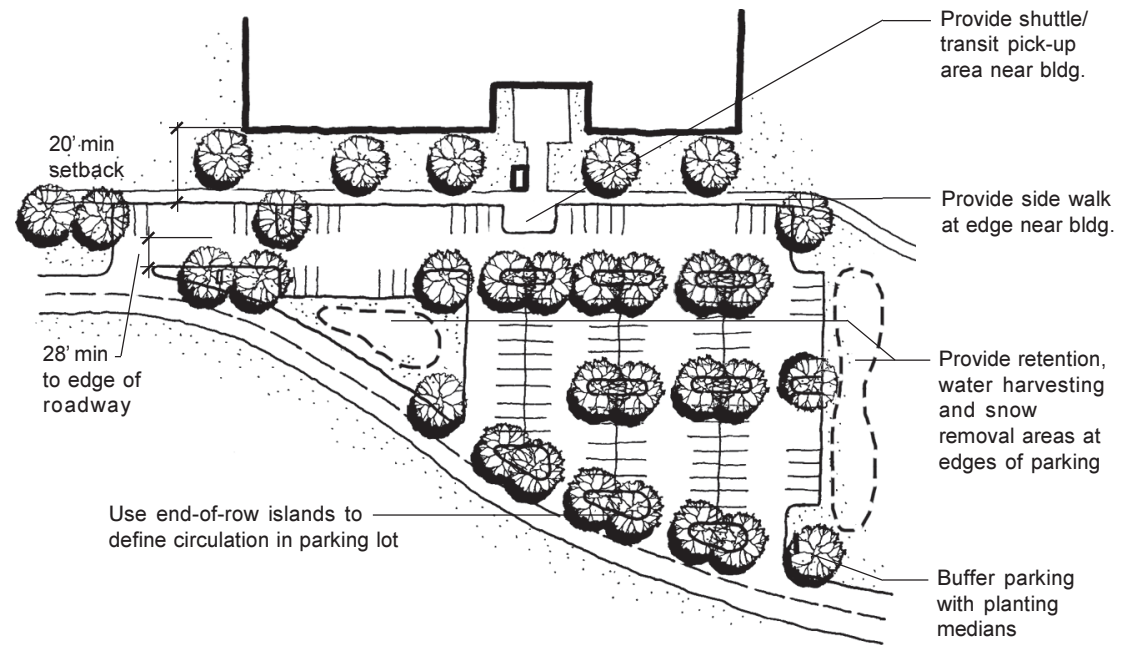 Provide shuttle/
transit pick-up
area near bldg.
20' min
setback
Provide side walk
at edge near bldg.
28' min
to edge of
roadway
Provide retention,
water harvesting
and snow
removal areas at
edges of parking
Use end-of-row islands to
define circulation in parking lot
Buffer parking
with planting
medians